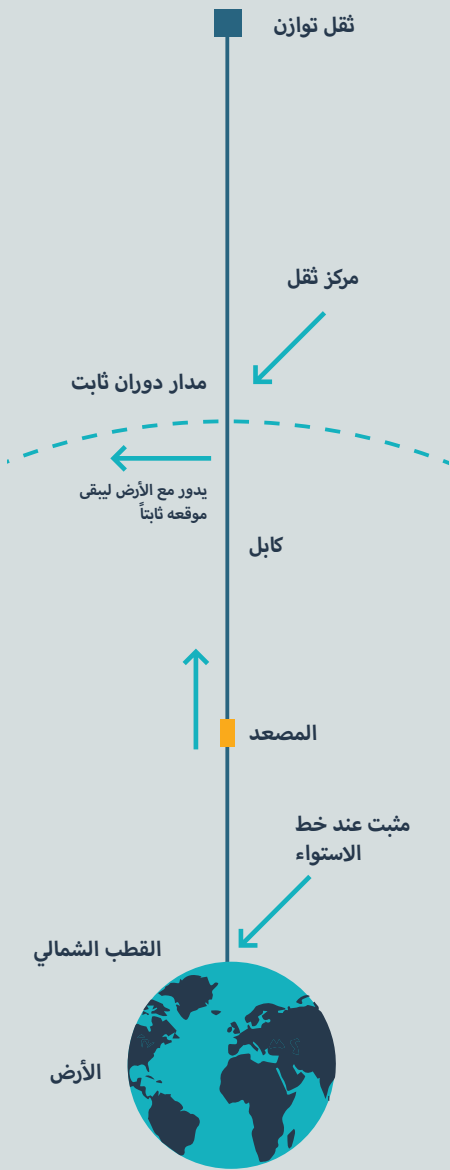 ثقل توازن
مركز ثقل
مدار دوران ثابت
يدور مع الأرض ليبقى
موقعه ثابتاً
كابل
المصعد
مثبت عند خط
الاستواء
القطب الشمالي
الأرض